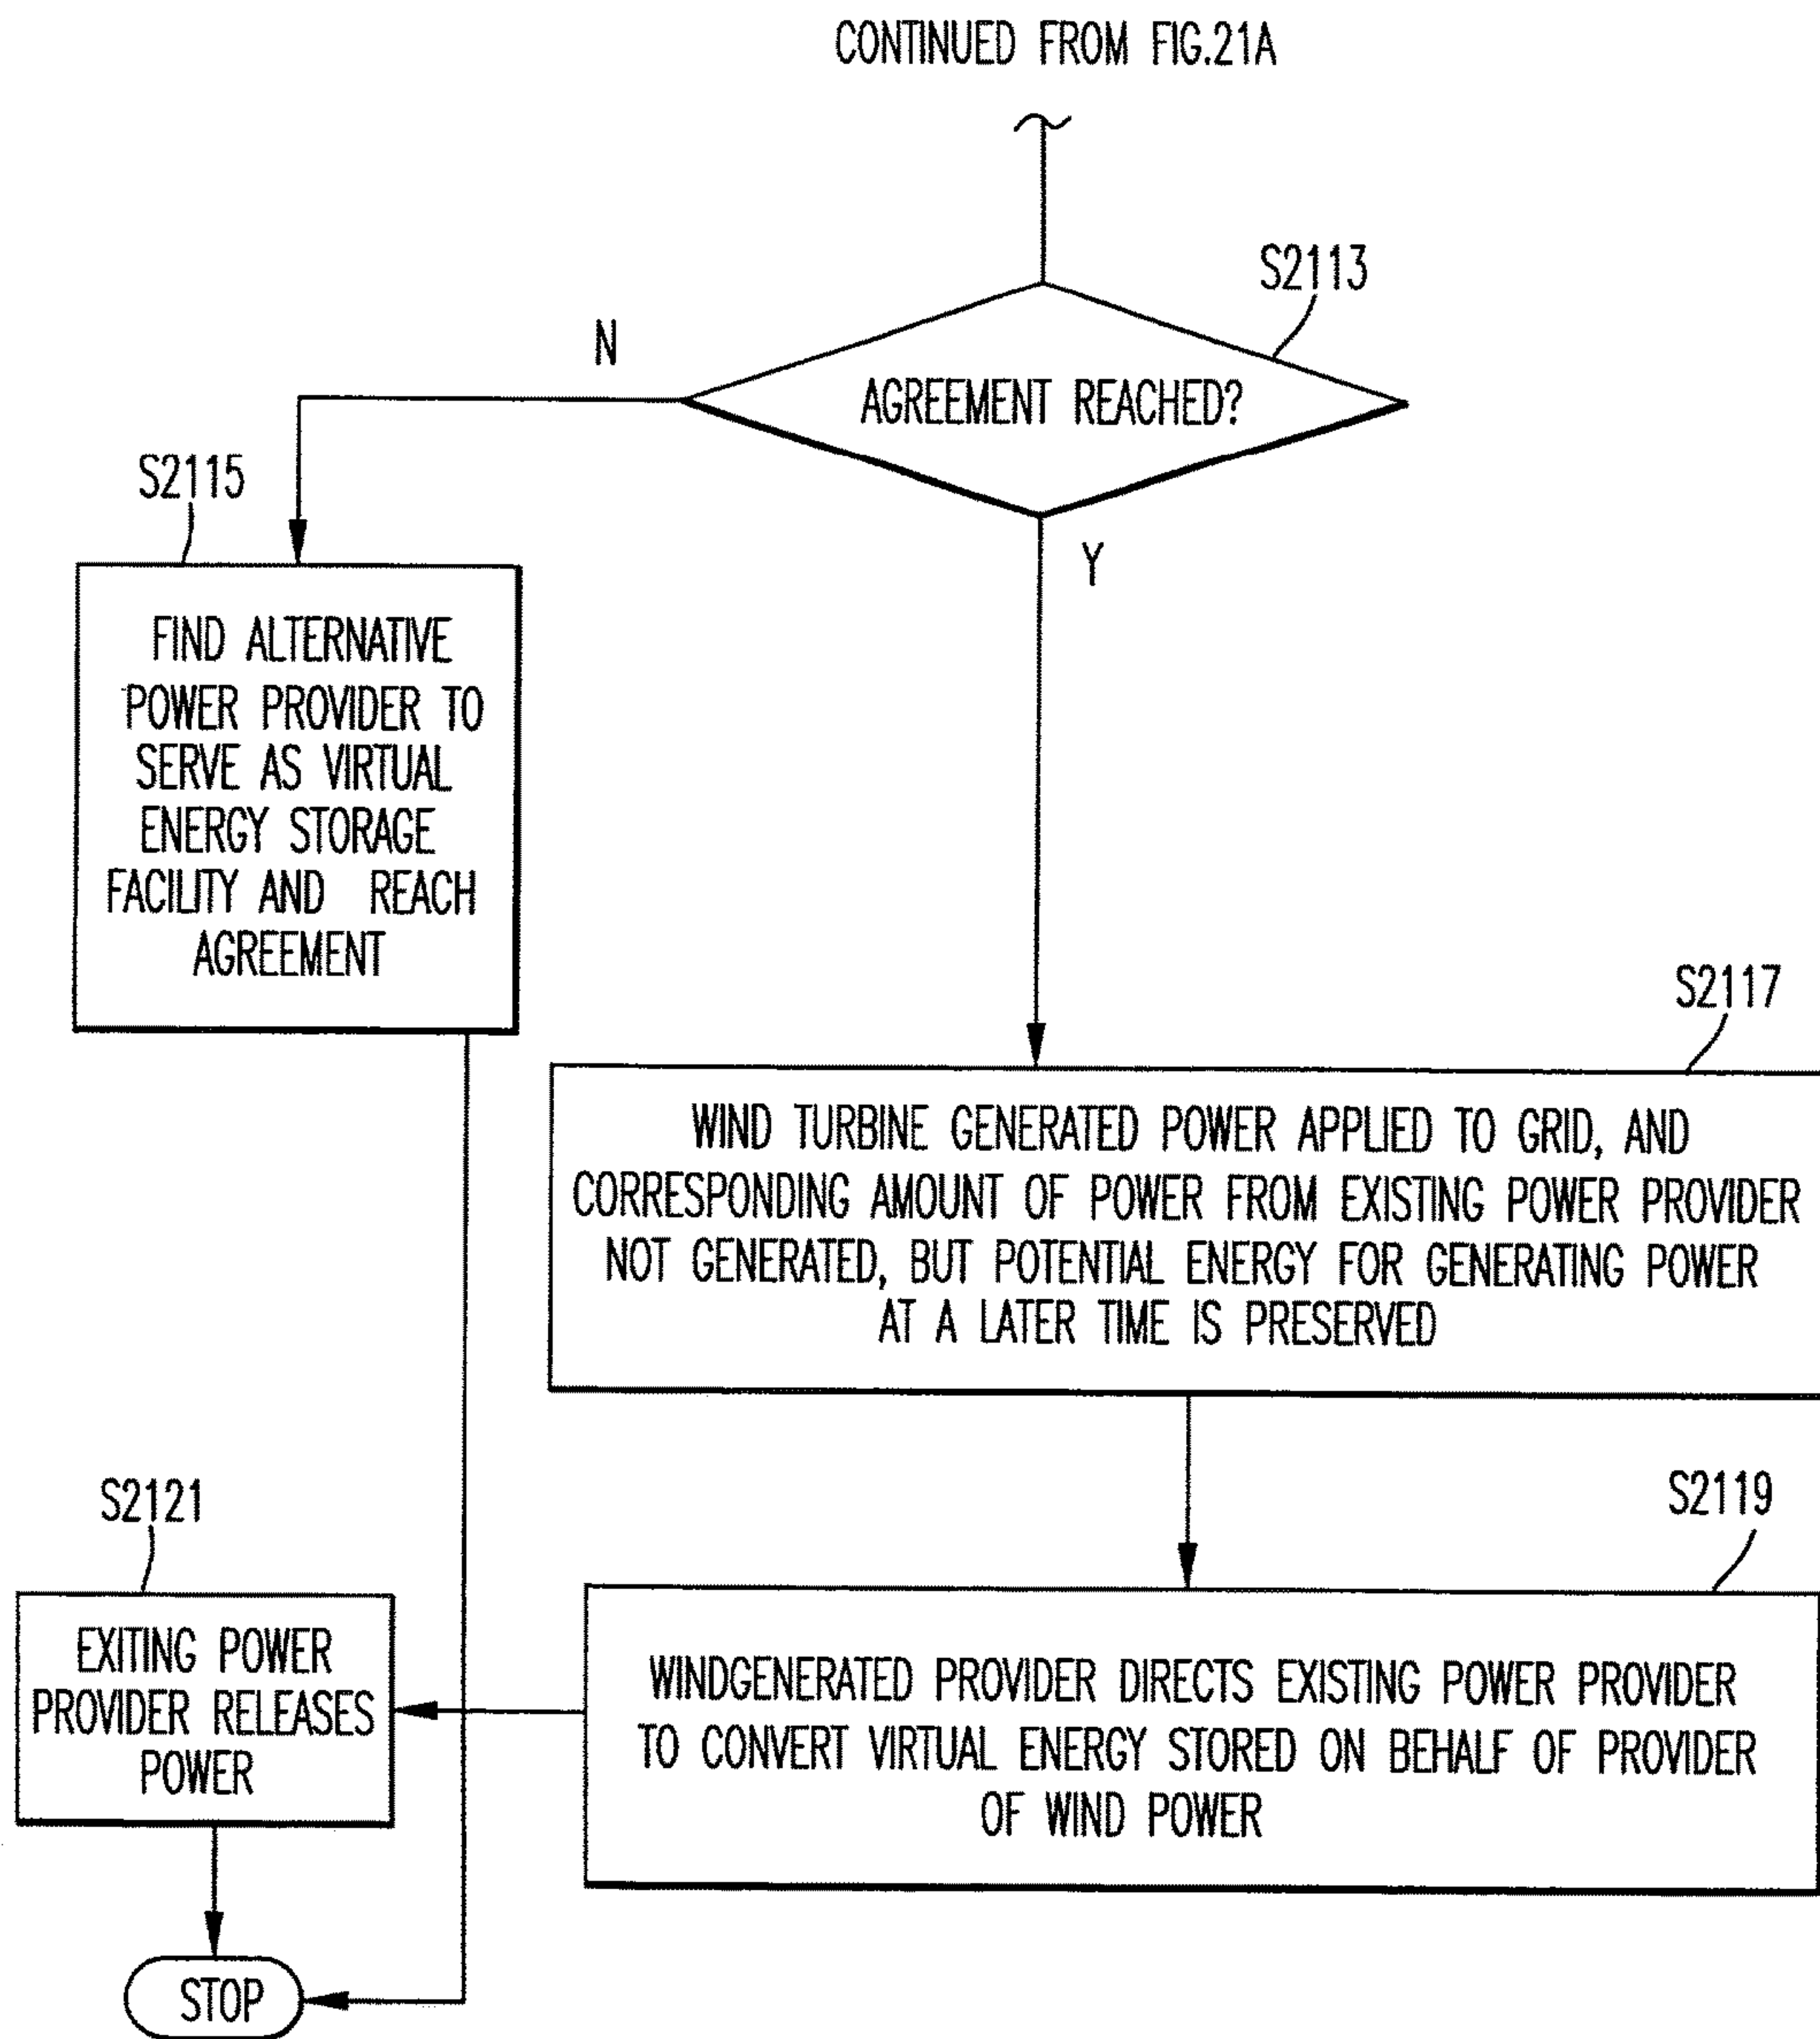 CONTINUED FROM FIG.21A
S2113
N
AGREEMENT REACHED?
Y
S2115
FIND ALTERNATIVE
POWER PROVIDER TO
SERVE AS VIRTUAL
ENERGY STORAGE
FACILITY AND REACH
AGREEMENT
S2117
WIND TURBINE GENERATED POWER APPLIED TO GRID, AND
CORRESPONDING AMOUNT OF POWER FROM EXISTING POWER PROVIDER
NOT GENERATED, BUT POTENTIAL ENERGY FOR GENERATING POWER
AT A LATER TIME IS PRESERVED
S2119
WINDGENERATED PROVIDER DIRECTS EXISTING POWER PROVIDER
TO CONVERT VIRTUAL ENERGY STORED ON BEHALF OF PROVIDER
OF WIND POWER
S2121
EXITING POWER
PROVIDER RELEASES
POWER
STOP